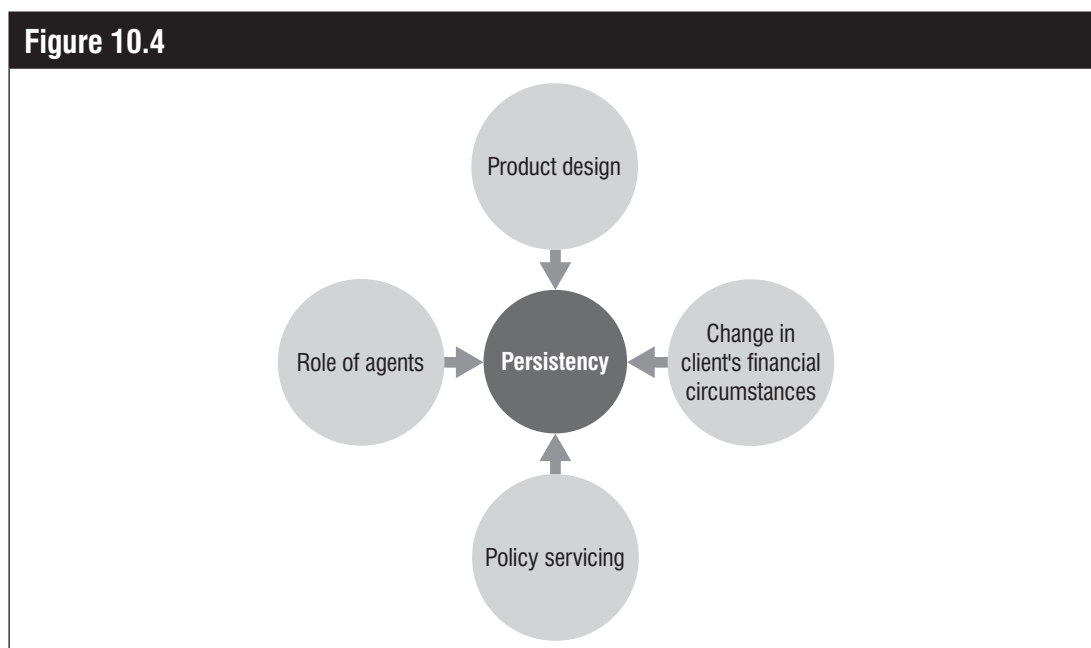 Figure 10.4
Product design
Role of agents
Persistency
Change in
client's financial
circumstances
Policy servicing